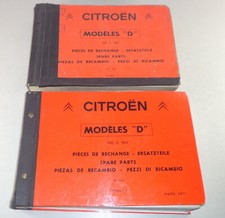 CITROËN
MODÈLES "D"
PIÈCES DE RECHANGE - ERSATZTEILE
SPARE PARTS
PIEZAS DE RECAMBIO - PEZZI DI RICAMBIO
CITROËN
MODÈLES "D"
PIÈCES DE RECHANGE - ERSATZTEILE
SPARE PARTS
PIEZAS DE RECAMBIO - PEZZI DI RICAMBIO